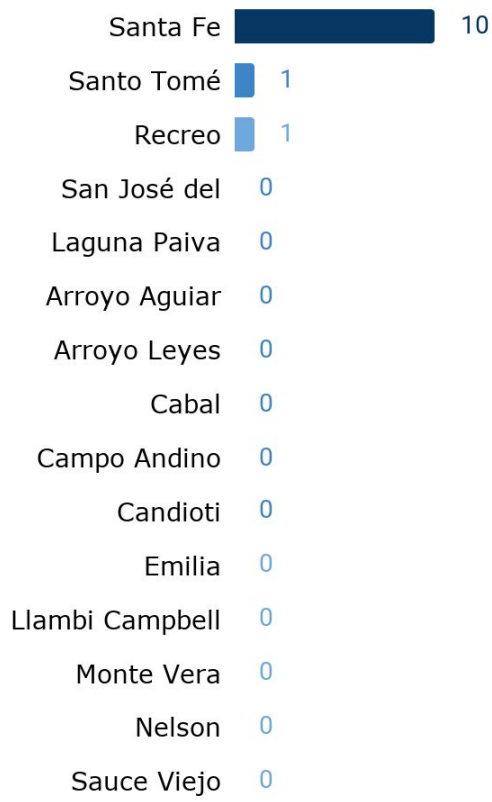 Santa Fe 10
Santo Tomé 1
Recreo 1
San José del 0
Laguna Paiva 0
Arroyo Aguiar 0
Arroyo Leyes 0
Cabal 0
Campo Andino 0
Candioti 0
Emilia 0
Llambi Campbell 0
Monte Vera 0
Nelson 0
Sauce Viejo 0